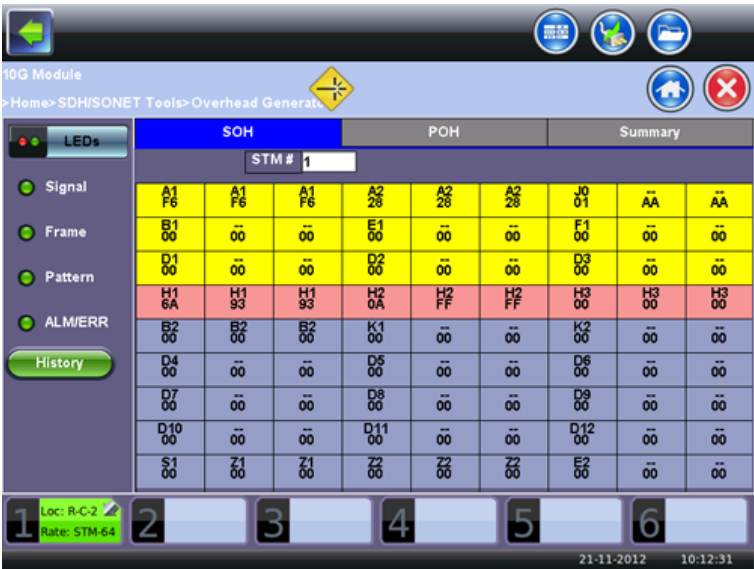 10G Module
>Home>SDH/SONET Tools>Overhead Generato
LEDs
SOH POH Summary
STM # 1
Signal
Frame
Pattern
ALM/ERR
History
A1 A1 A1 A2 A2 A2 J0 -- --
F6 F6 F6 28 28 28 01 AA AA
B1 -- -- E1 -- -- F1 -- --
00 00 00 00 00 00 00 00 00
D1 -- -- D2 -- -- D3 -- --
00 00 00 00 00 00 00 00 00
H1 H1 H1 H2 H2 H2 H3 H3 H3
6A 93 93 0A FF FF 00 00 00
B2 B2 B2 K1 -- -- K2 -- --
00 00 00 00 00 00 00 00 00
D4 -- -- D5 -- -- D6 -- --
00 00 00 00 00 00 00 00 00
D7 -- -- D8 -- -- D9 -- --
00 00 00 00 00 00 00 00 00
D10 -- -- D11 -- -- D12 -- --
00 00 00 00 00 00 00 00 00
S1 Z1 Z1 Z2 Z2 Z2 E2 -- --
00 00 00 00 00 00 00 00 00
1 Loc: R-C-2 2 3 4 5 6
Rate: STM-64
21-11-2012 10:12:31